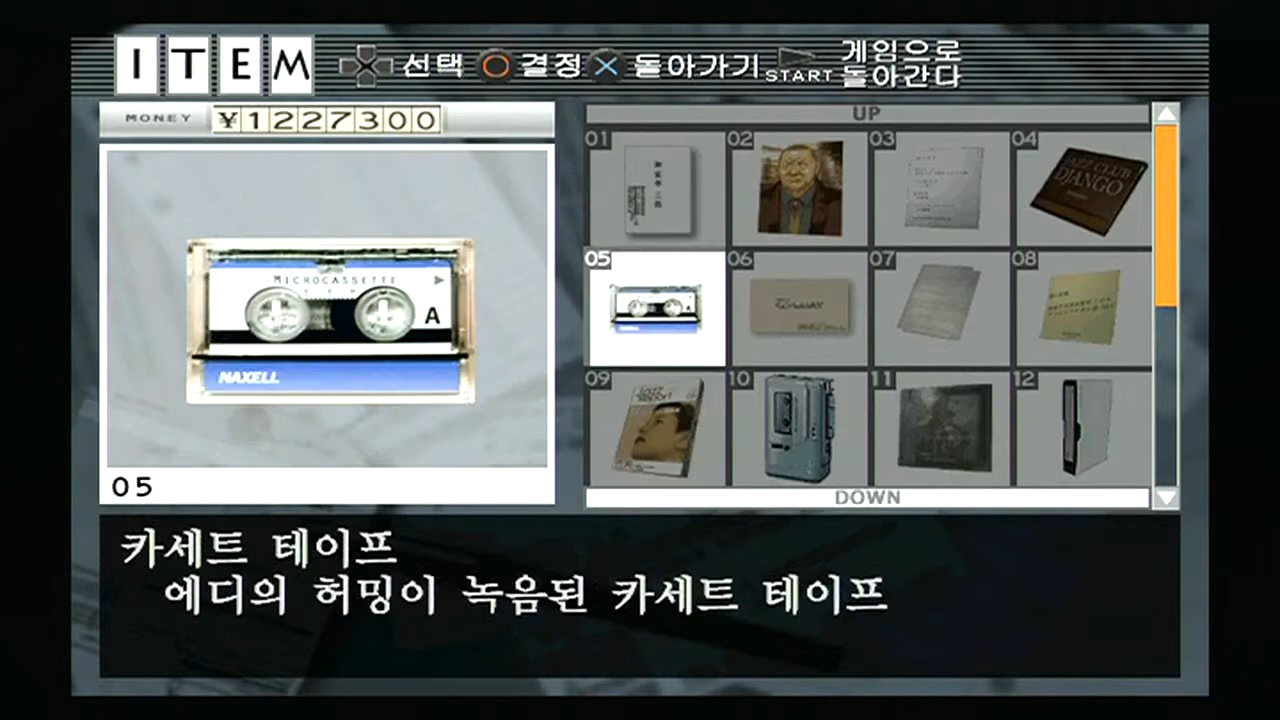 ITEM
선택 결정 돌아가기 START 게임으로 돌아간다
MONEY ¥1227300
UP
01 02 03 04
JAZZ CLUB
DJANGO
MICROCASSETTE
A
NAXELL
05 06 07 08
09 10 11 12
05
DOWN
카세트 테이프
에디의 허밍이 녹음된 카세트 테이프